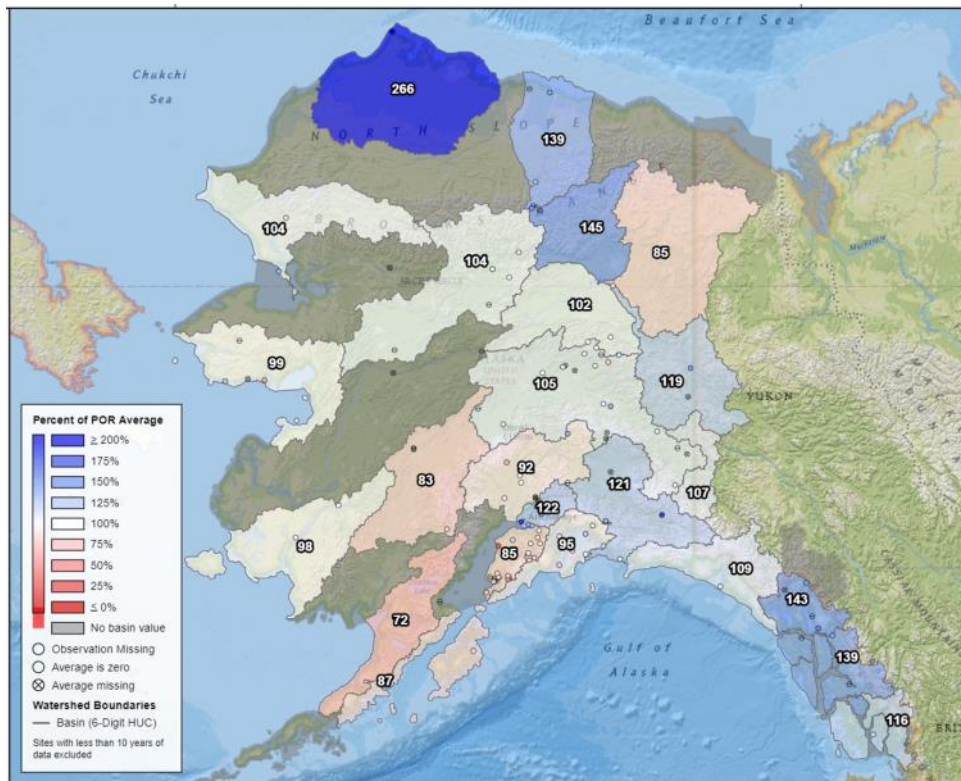 Beaufort Sea
Chukchi
Sea
266
NORTH SLOPE
139
104
BROOKS
145
85
104
102
99
105
119
YUKON
83
92
121
107
122
98
85
95
109
143
72
Gulf of
Alaska
139
87
116
Percent of POR Average
≥ 200%
175%
150%
125%
100%
75%
50%
25%
≤ 0%
No basin value
Observation Missing
Average is zero
Average missing
Watershed Boundaries
Basin (6-Digit HUC)
Sites with less than 10 years of
data excluded